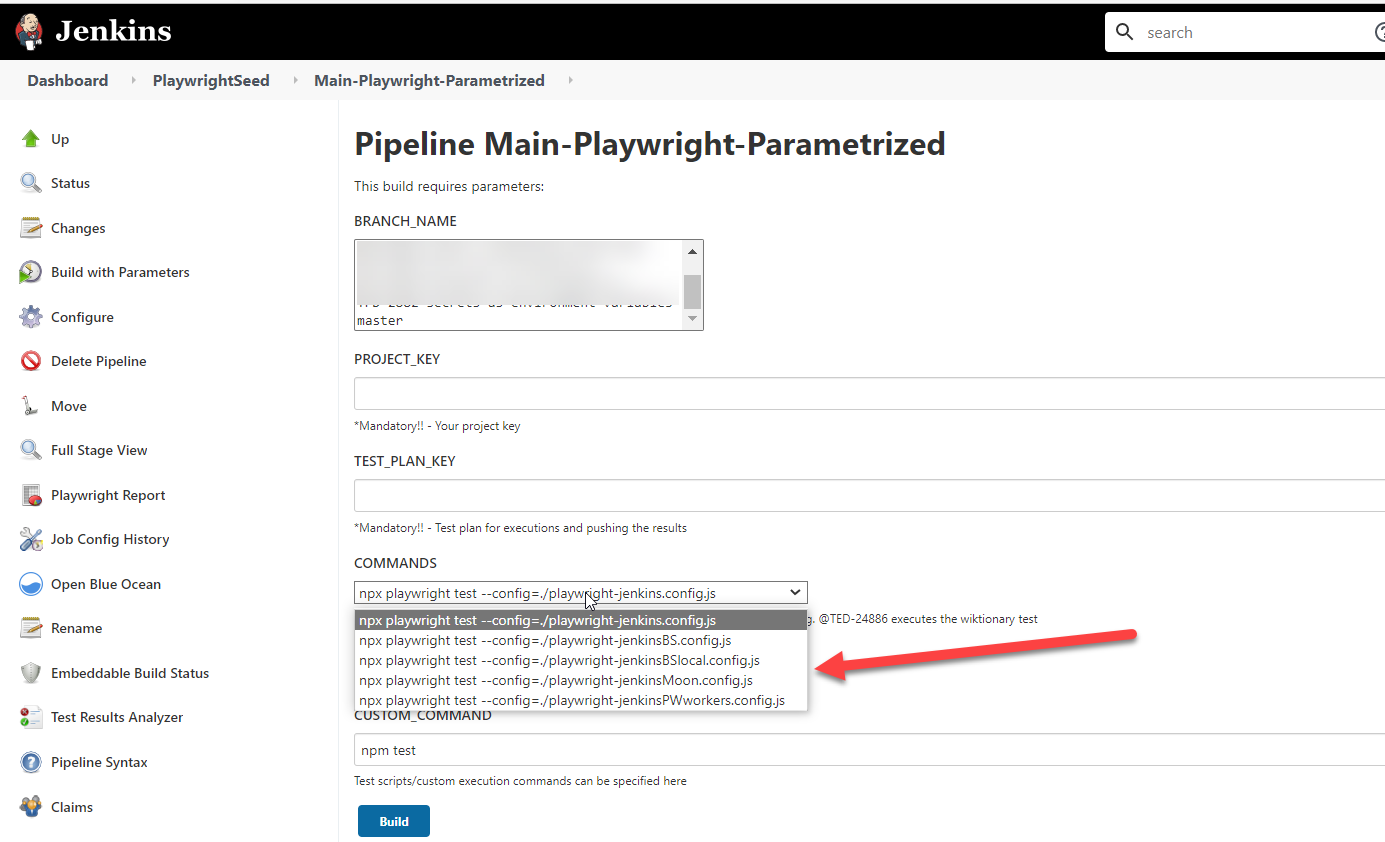 Jenkins
search
Dashboard
PlaywrightSeed
Main-Playwright-Parametrized
Up
Status
Changes
Build with Parameters
Configure
Delete Pipeline
Move
Full Stage View
Playwright Report
Job Config History
Open Blue Ocean
Rename
Embeddable Build Status
Test Results Analyzer
Pipeline Syntax
Claims
Pipeline Main-Playwright-Parametrized
This build requires parameters:
BRANCH_NAME
secrets as environment variables
master
PROJECT_KEY
*Mandatory!! - Your project key
TEST_PLAN_KEY
*Mandatory!! - Test plan for executions and pushing the results
COMMANDS
npx playwright test --config=./playwright-jenkins.config.js
npx playwright test --config=./playwright-jenkins.config.js
g. @TED-24886 executes the wiktionary test
npx playwright test --config=./playwright-jenkinsBS.config.js
npx playwright test --config=./playwright-jenkinsBSlocal.config.js
npx playwright test --config=./playwright-jenkinsMoon.config.js
npx playwright test --config=./playwright-jenkinsPWworkers.config.js
CUSTOM_COMMAND
npm test
Test scripts/custom execution commands can be specified here
Build